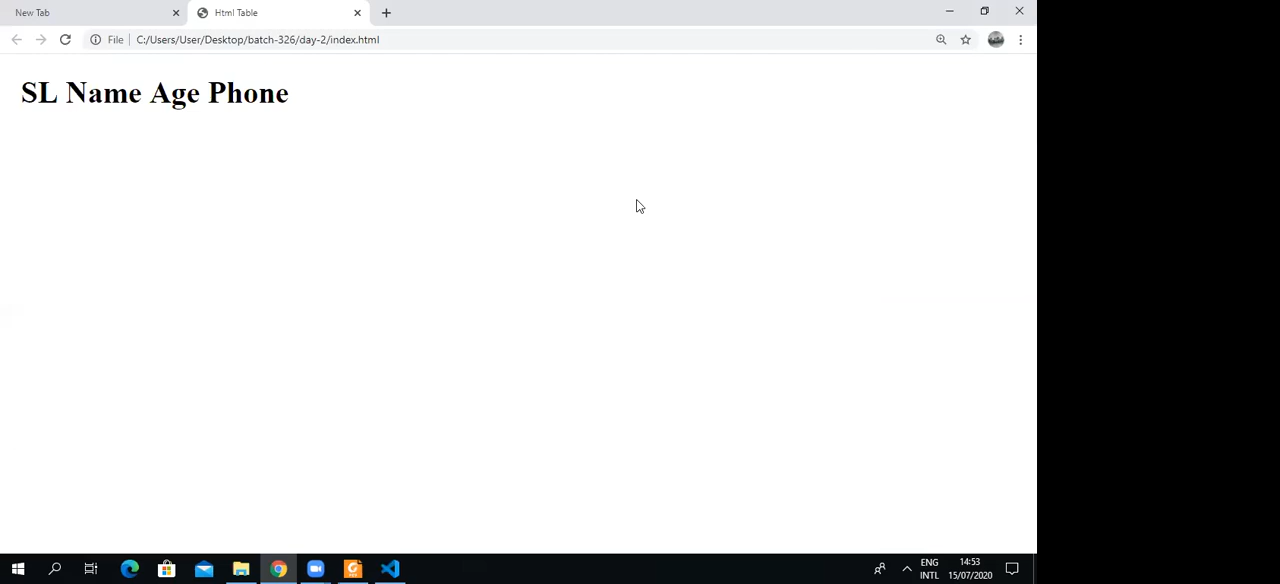 New Tab
Html Table
File
C:/Users/User/Desktop/batch-326/day-2/index.html
SL Name Age Phone
ENG
INTL
14:53
15/07/2020